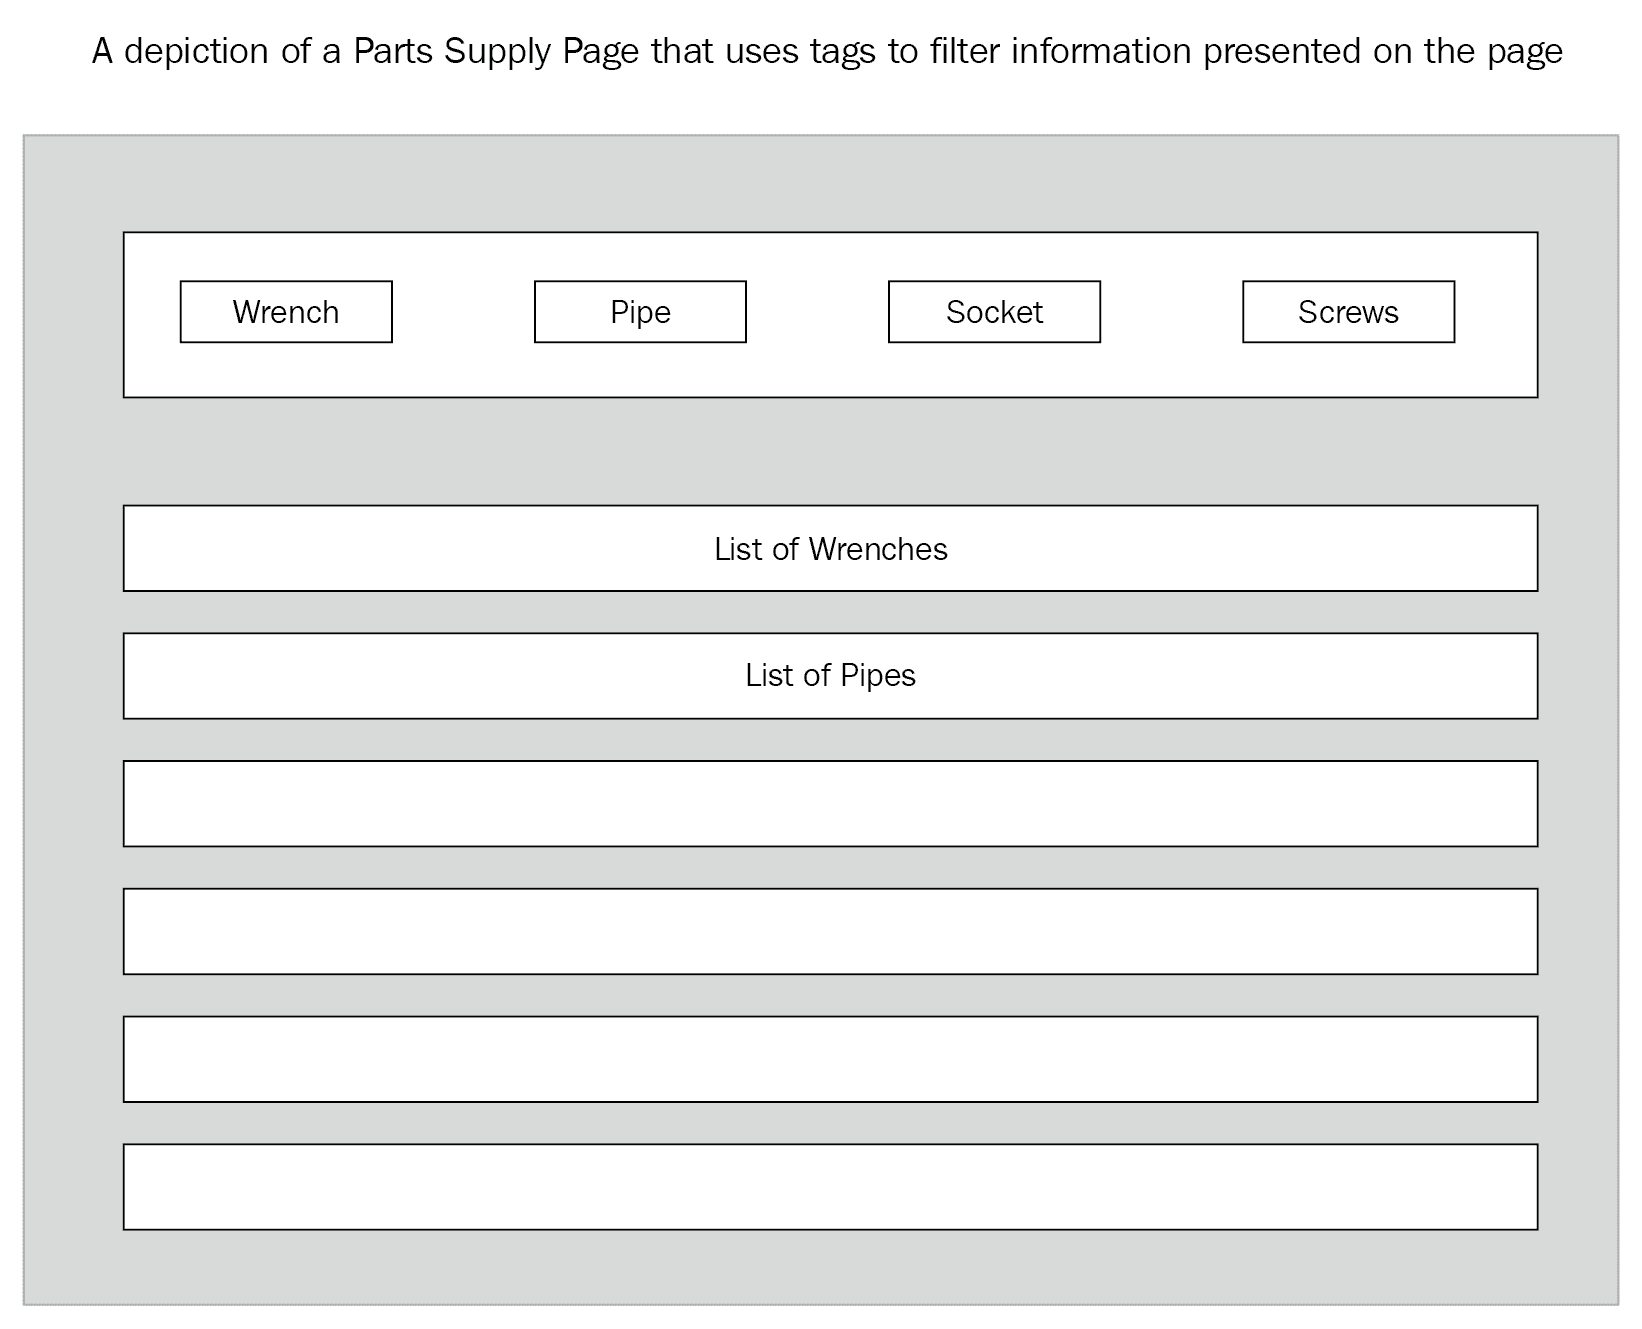 A depiction of a Parts Supply Page that uses tags to filter information presented on the page
Wrench Pipe Socket Screws
List of Wrenches
List of Pipes